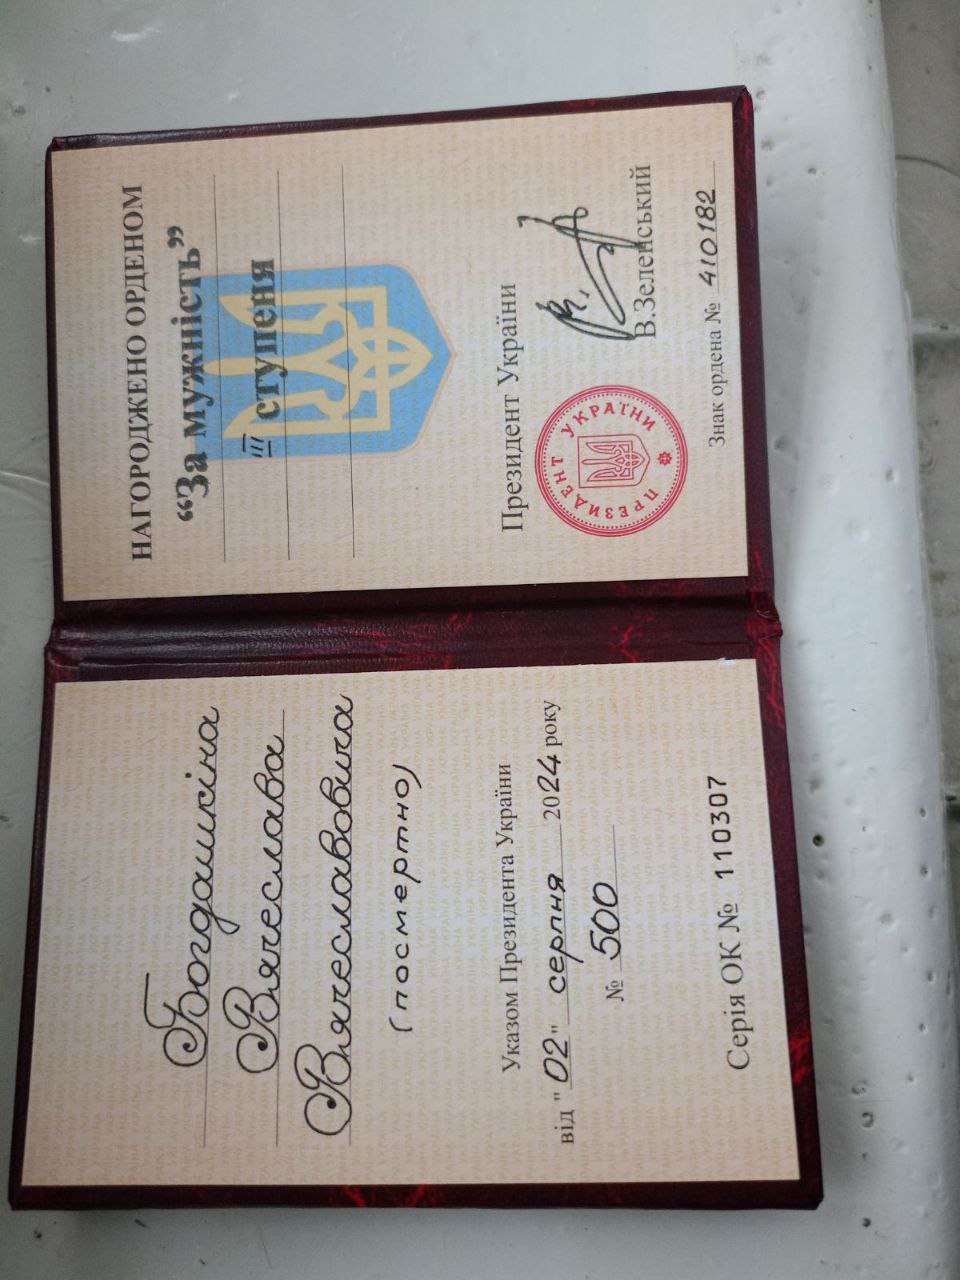 Богдашкіна
Вячеслава
Вячеславовича
(посмертно)
Указом Президента України
від "02" серпня 2024 року
№ 500
Серія ОК № 110307
НАГОРОДЖЕНО ОРДЕНОМ
“За мужність”
III ступеня
Президент України
ПРЕЗИДЕНТ УКРАЇНИ
В.Зеленський
Знак ордена № 410182